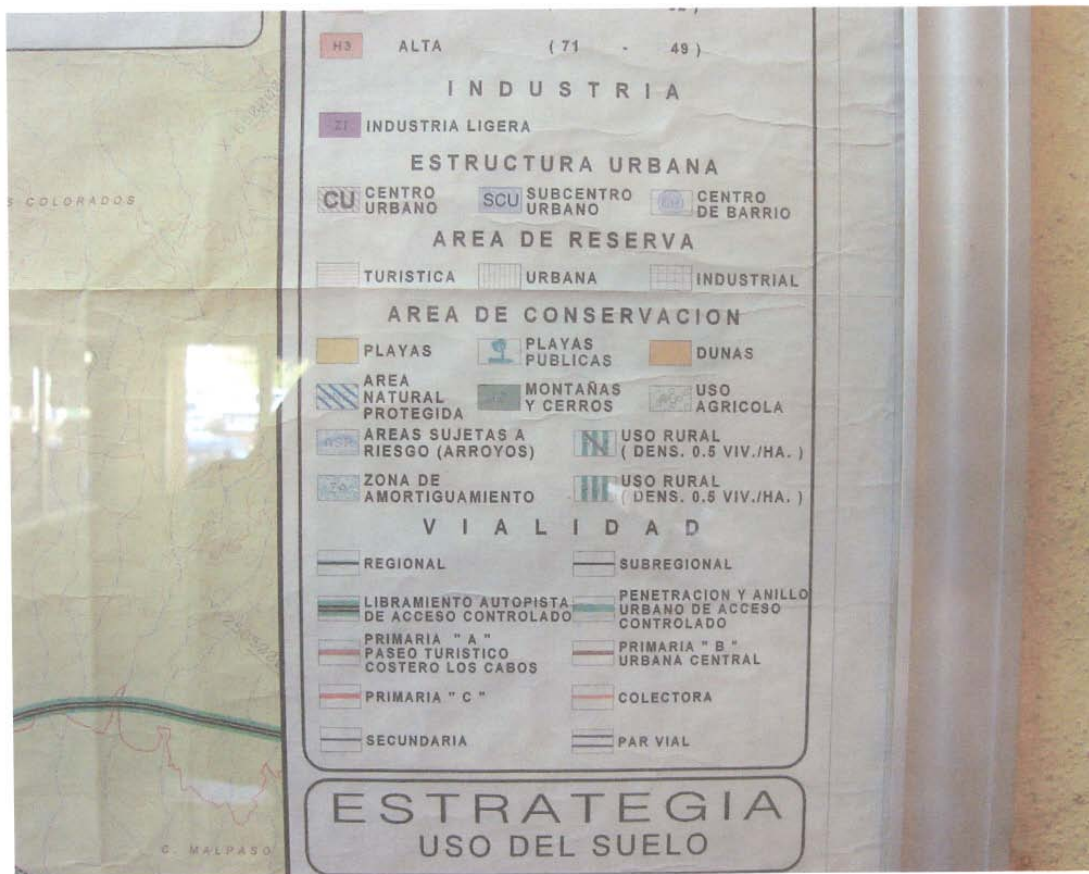 H3 ALTA ( 71 - 49 )
INDUSTRIA
ZI INDUSTRIA LIGERA
ESTRUCTURA URBANA
CU CENTRO URBANO
SCU SUBCENTRO URBANO
CENTRO DE BARRIO
AREA DE RESERVA
TURISTICA URBANA INDUSTRIAL
AREA DE CONSERVACION
PLAYAS
PLAYAS PUBLICAS
DUNAS
AREA NATURAL PROTEGIDA
MONTAÑAS Y CERROS
USO AGRICOLA
AREAS SUJETAS A RIESGO (ARROYOS)
USO RURAL ( DENS. 0.5 VIV./HA. )
ZONA DE AMORTIGUAMIENTO
USO RURAL ( DENS. 0.5 VIV./HA. )
VIALIDAD
REGIONAL
SUBREGIONAL
LIBRAMIENTO AUTOPISTA DE ACCESO CONTROLADO
PENETRACION Y ANILLO URBANO DE ACCESO CONTROLADO
PRIMARIA " A " PASEO TURISTICO COSTERO LOS CABOS
PRIMARIA " B " URBANA CENTRAL
PRIMARIA " C "
COLECTORA
SECUNDARIA
PAR VIAL
ESTRATEGIA
USO DEL SUELO
S COLORADOS
C. MALPASO